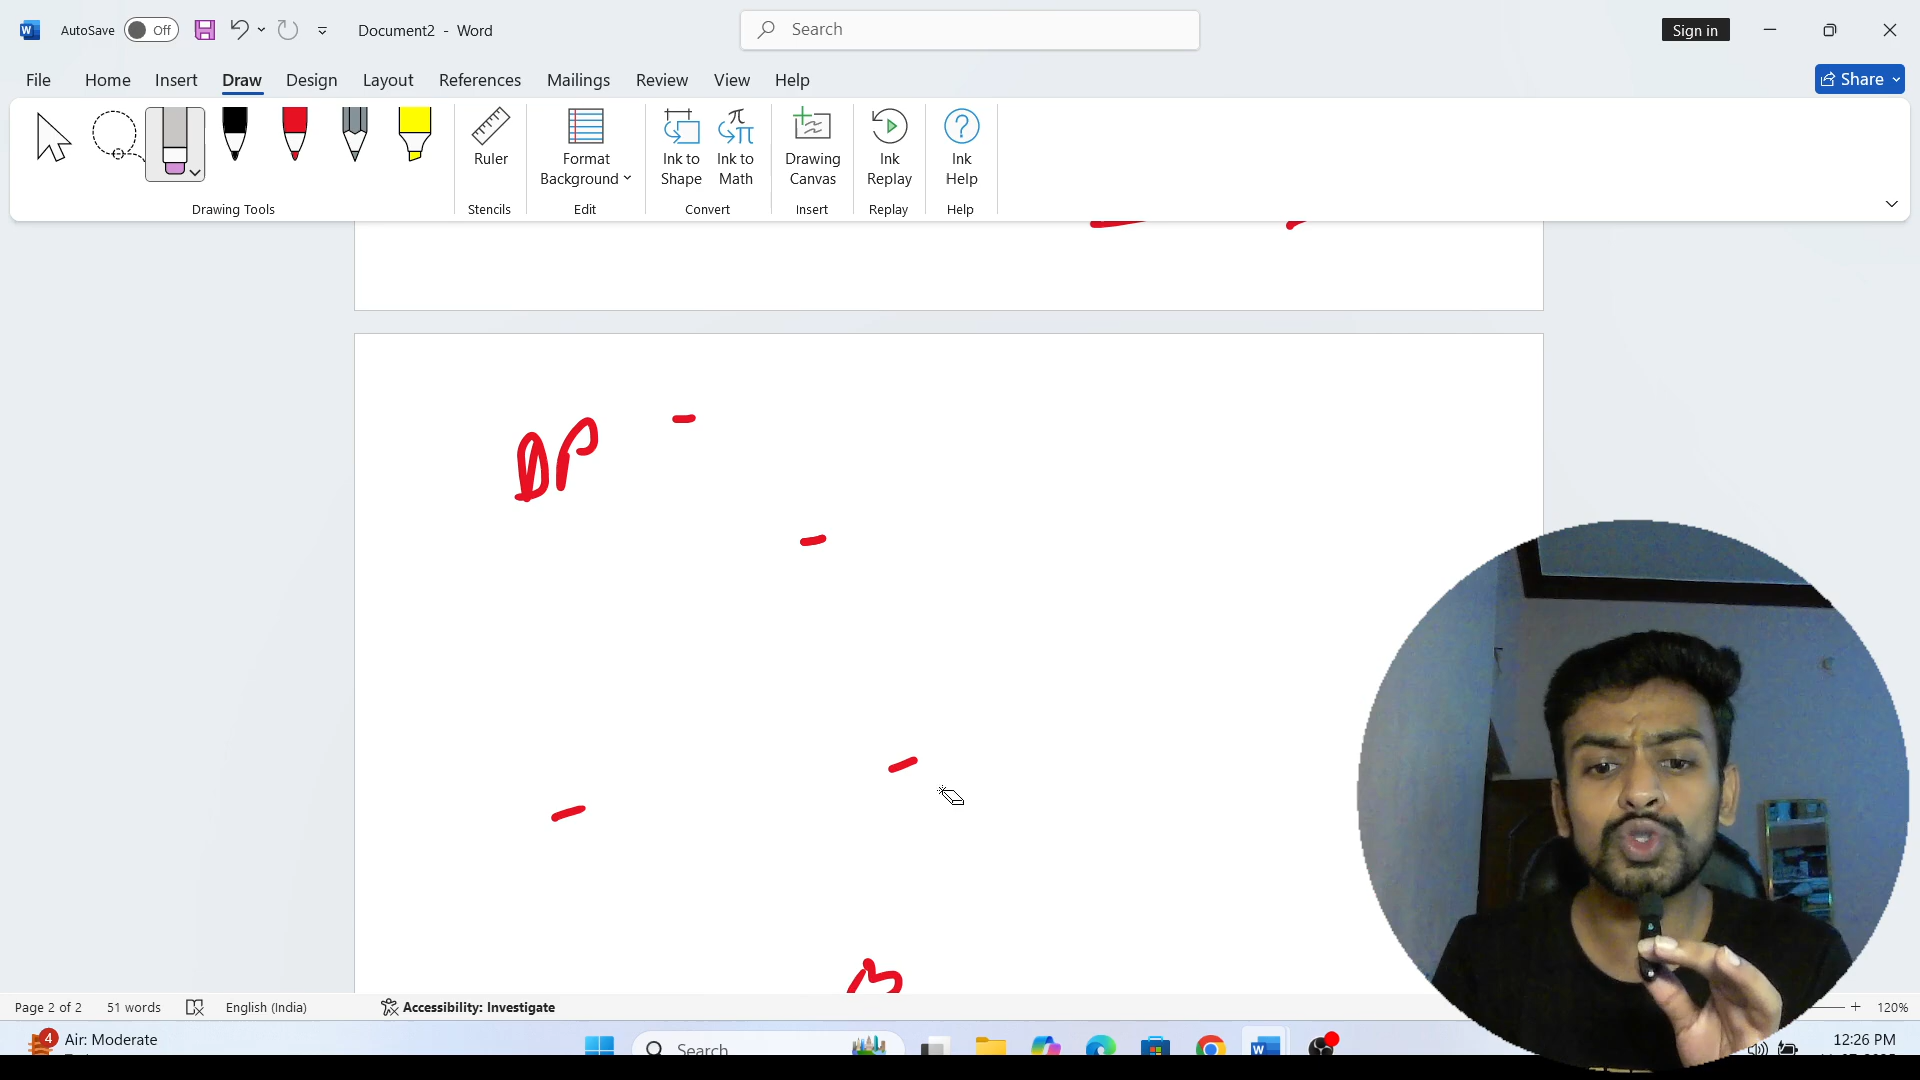 AutoSave Off Document2 - Word Search Sign in
File Home Insert Draw Design Layout References Mailings Review View Help Share
Ruler Format Background Ink to Shape Ink to Math Drawing Canvas Ink Replay Ink Help
Drawing Tools Stencils Edit Convert Insert Replay Help
DP
Page 2 of 2 51 words English (India) Accessibility: Investigate 120%
4 Air: Moderate Search 12:26 PM